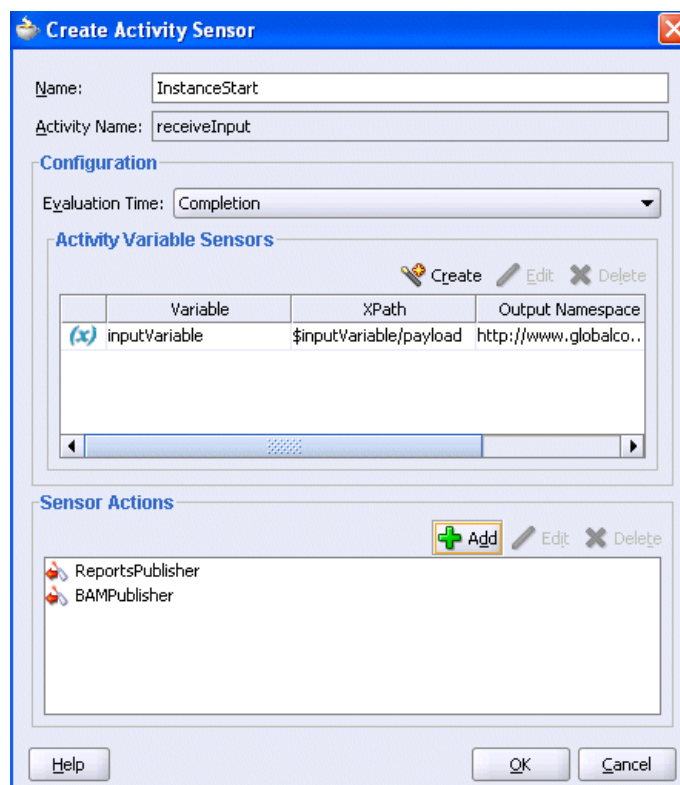 Create Activity Sensor
Name: InstanceStart
Activity Name: receiveInput
Configuration
Evaluation Time: Completion
Activity Variable Sensors
Create Edit Delete
Variable XPath Output Namespace
(x) inputVariable $inputVariable/payload http://www.globalco..
Sensor Actions
Add Edit Delete
ReportsPublisher
BAMPublisher
Help OK Cancel